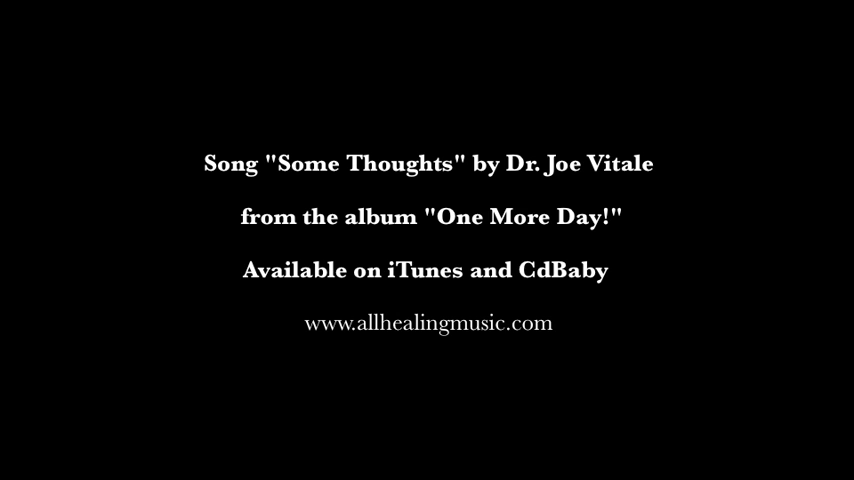 Song "Some Thoughts" by Dr. Joe Vitale
from the album "One More Day!"
Available on iTunes and CdBaby
www.allhealingmusic.com